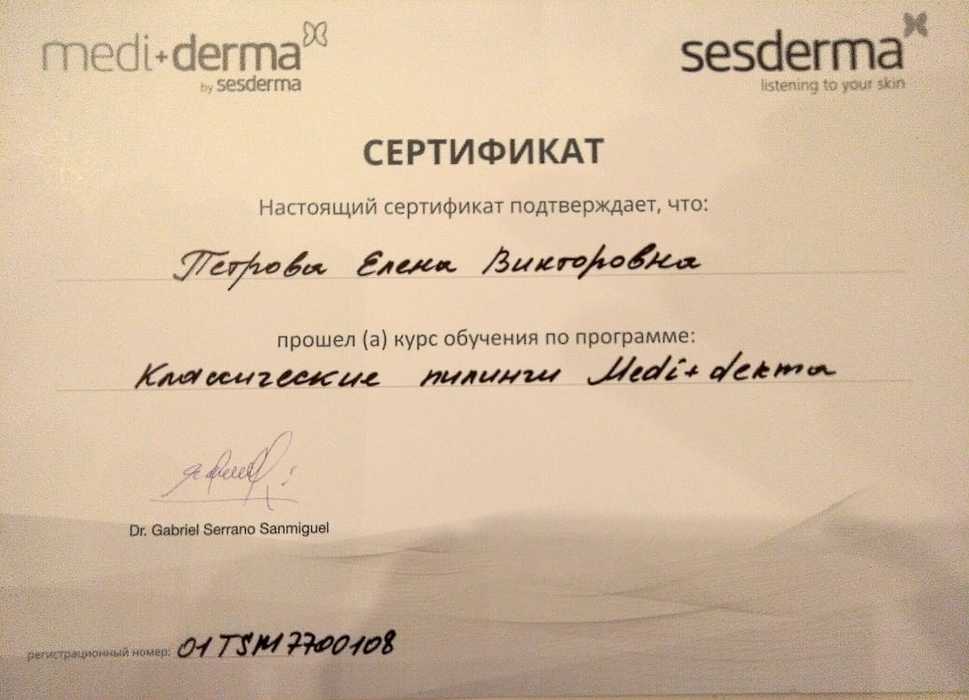 medi+derma
by sesderma
sesderma
listening to your skin
СЕРТИФИКАТ
Настоящий сертификат подтверждает, что:
Петрова Елена Викторовна
прошел (а) курс обучения по программе:
Классические пилинги Medi+derma
Dr. Gabriel Serrano Sanmiguel
регистрационный номер: 01TSM7700108